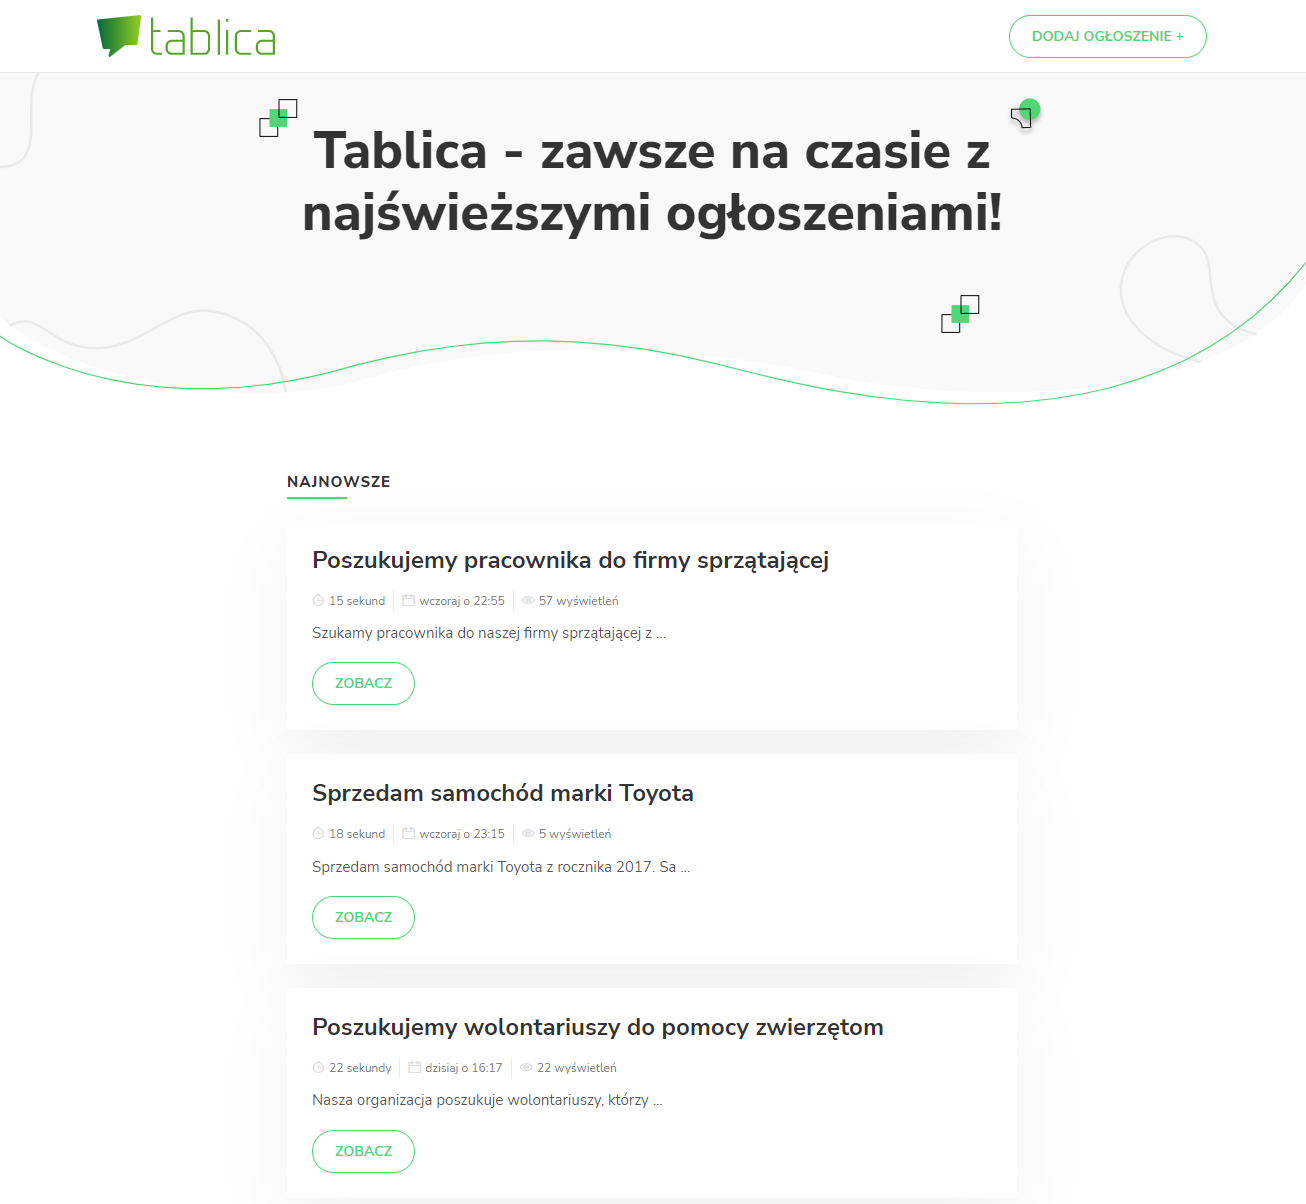 tablica
DODAJ OGŁOSZENIE +
Tablica - zawsze na czasie z
najświeższymi ogłoszeniami!
NAJNOWSZE
Poszukujemy pracownika do firmy sprzątającej
15 sekund wczoraj o 22:55 57 wyświetleń
Szukamy pracownika do naszej firmy sprzątającej z ...
ZOBACZ
Sprzedam samochód marki Toyota
18 sekund wczoraj o 23:15 5 wyświetleń
Sprzedam samochód marki Toyota z rocznika 2017. Sa ...
ZOBACZ
Poszukujemy wolontariuszy do pomocy zwierzętom
22 sekundy dzisiaj o 16:17 22 wyświetleń
Nasza organizacja poszukuje wolontariuszy, którzy ...
ZOBACZ